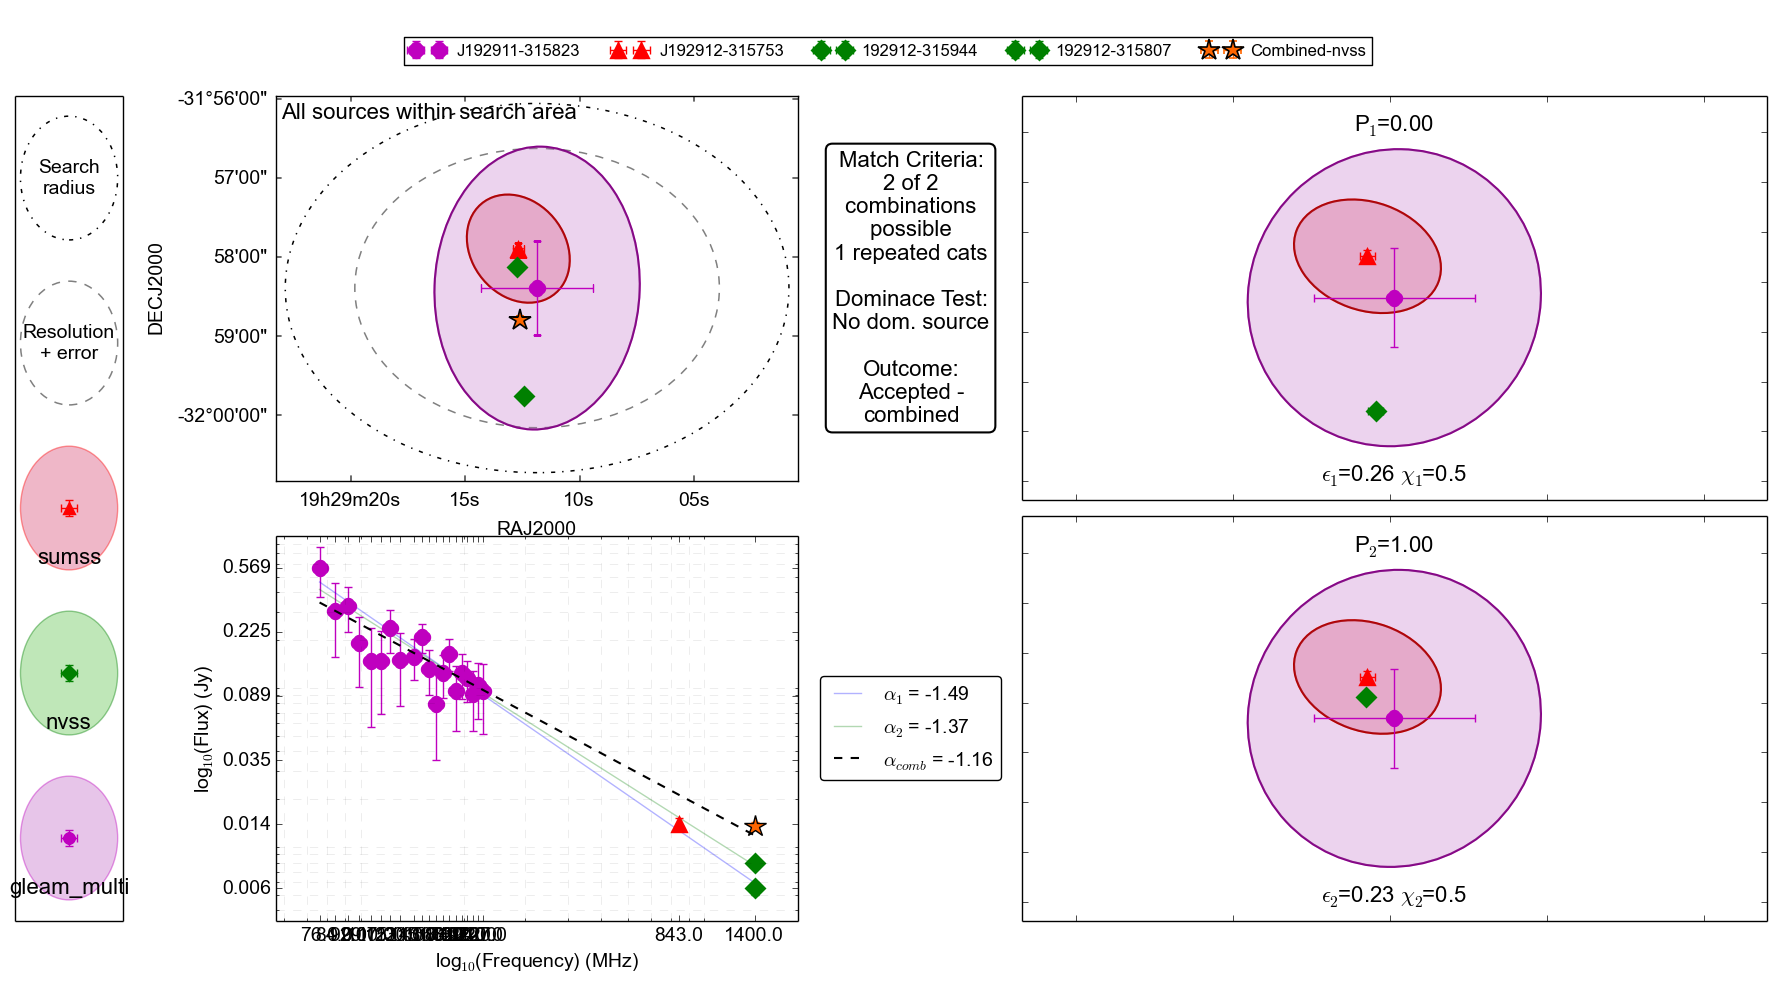 J192911-315823 J192912-315753 192912-315944 192912-315807 Combined-nvss
Search
radius
Resolution
+ error
sumss
nvss
gleam_multi
All sources within search area
-31°56'00"
57'00"
58'00"
59'00"
-32°00'00"
DECJ2000
19h29m20s 15s 10s 05s
RAJ2000
Match Criteria:
2 of 2
combinations
possible
1 repeated cats
Dominace Test:
No dom. source
Outcome:
Accepted -
combined
P1=0.00
ϵ1=0.26 χ1=0.5
P2=1.00
ϵ2=0.23 χ2=0.5
0.569
0.225
0.089
0.035
0.014
0.006
log10(Flux) (Jy)
843.0 1400.0
log10(Frequency) (MHz)
α1 = -1.49
α2 = -1.37
αcomb = -1.16